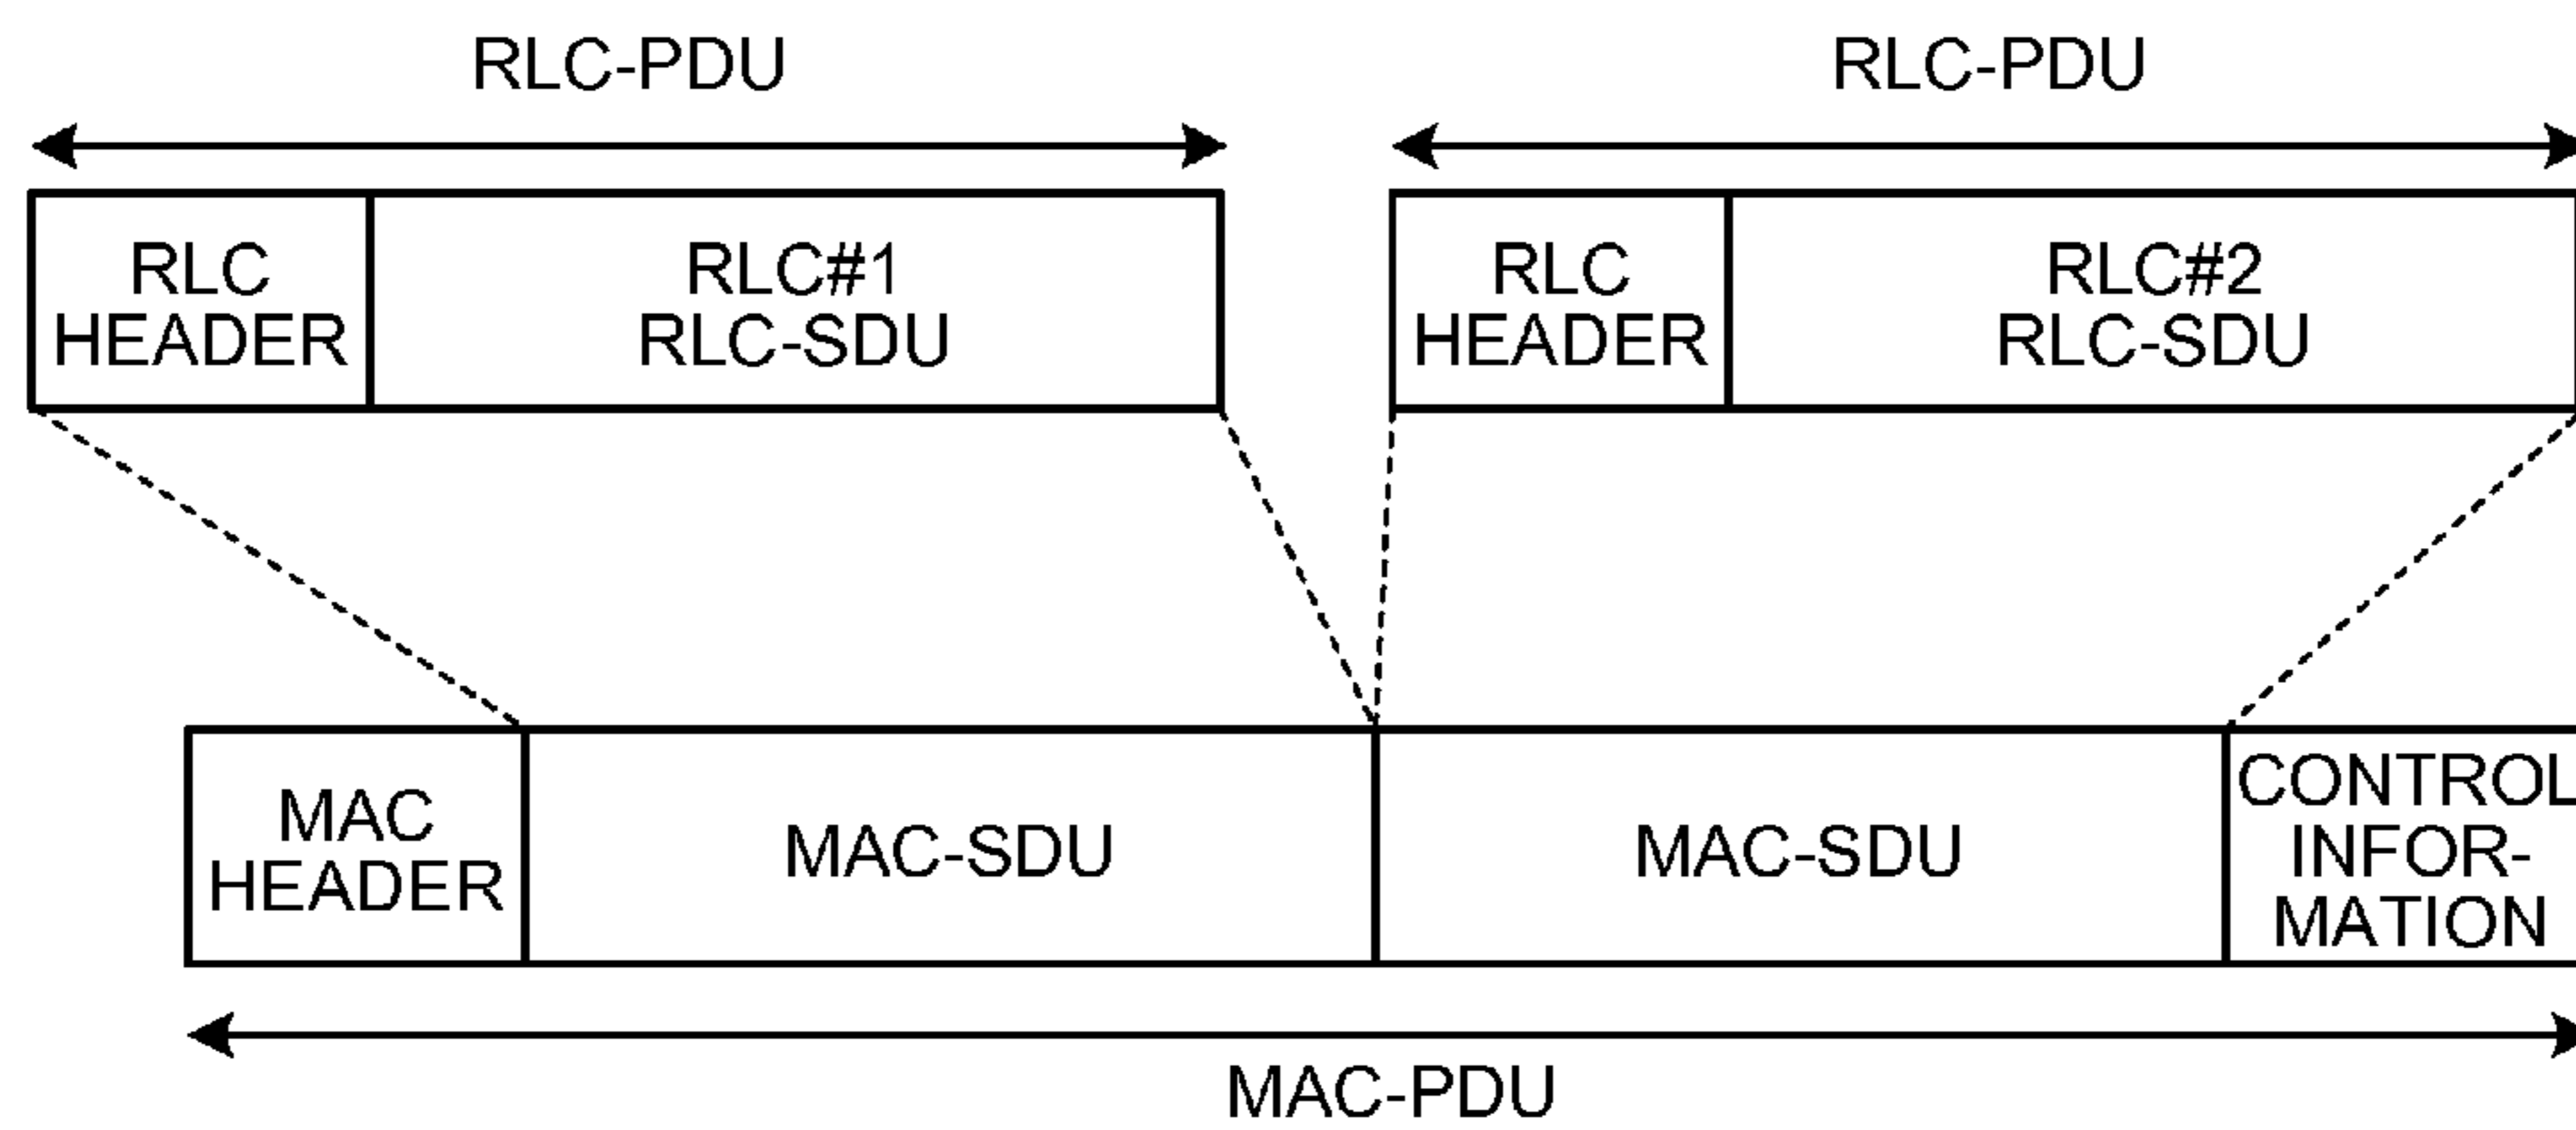 RLC-PDU
RLC-PDU
RLC
HEADER
RLC#1
RLC-SDU
RLC
HEADER
RLC#2
RLC-SDU
MAC
HEADER
MAC-SDU
MAC-SDU
CONTROL
INFOR-
MATION
MAC-PDU